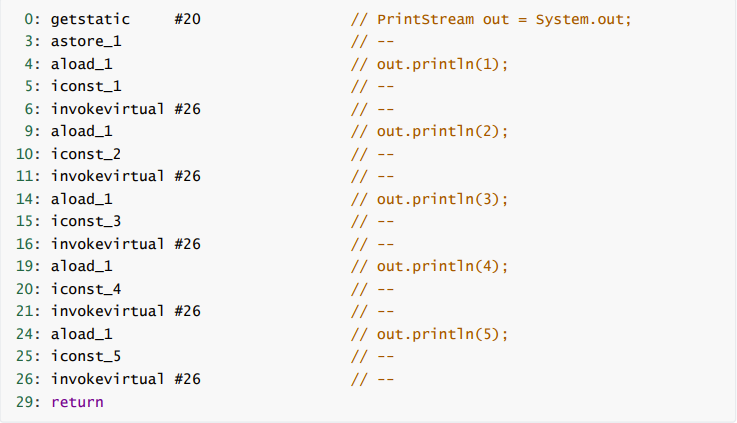 0: getstatic     #20                 // PrintStream out = System.out;
3: astore_1                          // --
4: aload_1                           // out.println(1);
5: iconst_1                          // --
6: invokevirtual #26                 // --
9: aload_1                           // out.println(2);
10: iconst_2                          // --
11: invokevirtual #26                 // --
14: aload_1                           // out.println(3);
15: iconst_3                          // --
16: invokevirtual #26                 // --
19: aload_1                           // out.println(4);
20: iconst_4                          // --
21: invokevirtual #26                 // --
24: aload_1                           // out.println(5);
25: iconst_5                          // --
26: invokevirtual #26                 // --
29: return